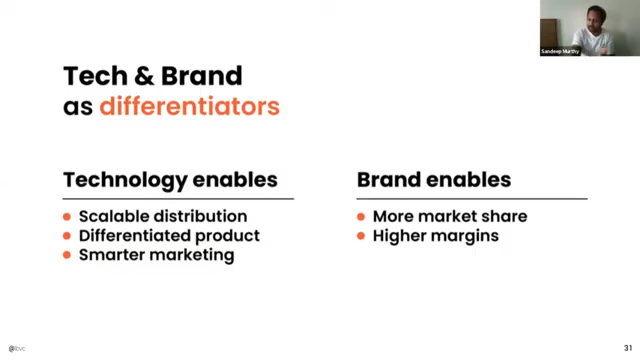 Sandeep Murthy
Tech & Brand
as differentiators
Technology enables
Scalable distribution
Differentiated product
Smarter marketing
Brand enables
More market share
Higher margins
@lbvc
31